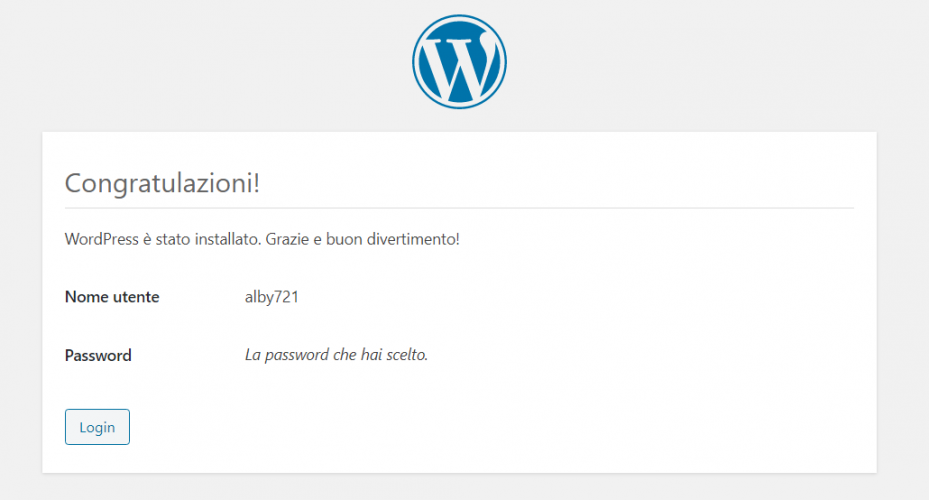 Congratulazioni!
WordPress è stato installato. Grazie e buon divertimento!
Nome utente alby721
Password La password che hai scelto.
Login